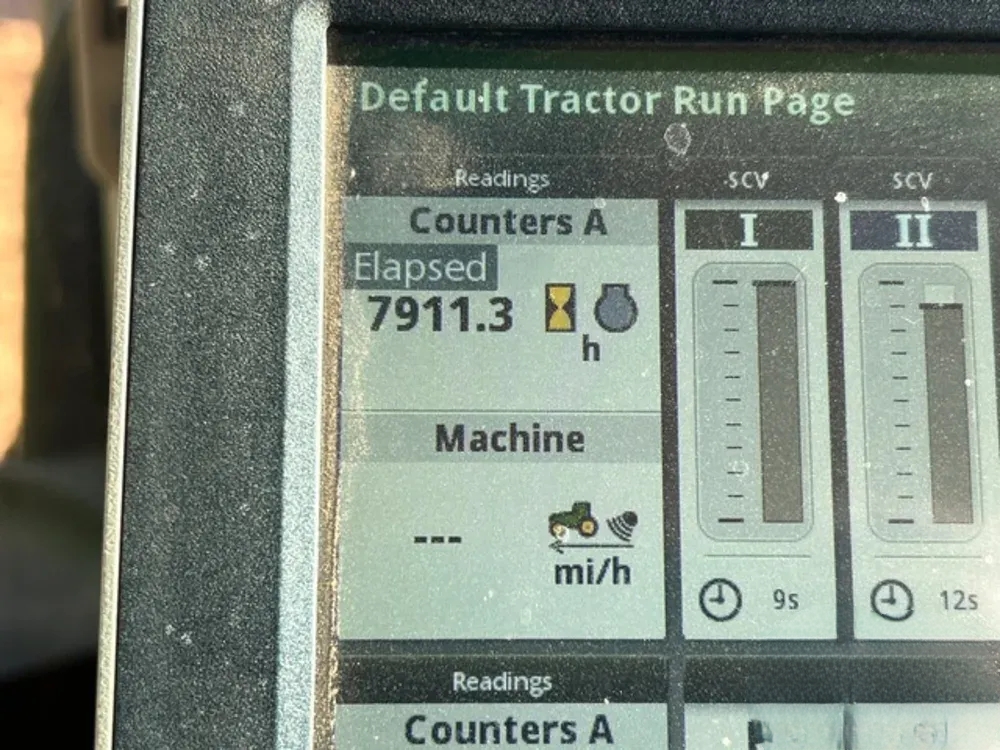 Default Tractor Run Page
Readings
SCV
SCV
Counters A
I
II
Elapsed
7911.3
h
Machine
---
mi/h
9s
12s
Readings
Counters A